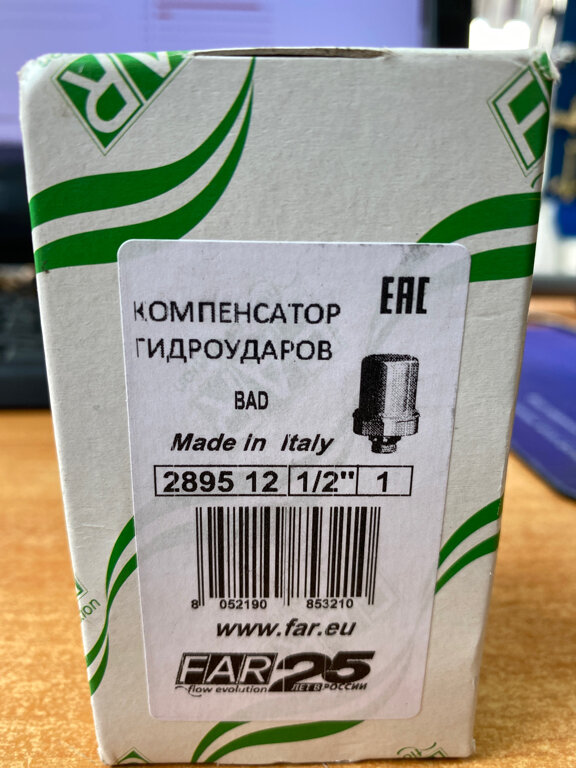 FAR
КОМПЕНСАТОР
ГИДРОУДАРОВ
EAC
BAD
Made in Italy
2895 12 1/2" 1
8 052190 853210
www.far.eu
FAR 25
flow evolution ЛЕТ В РОССИИ